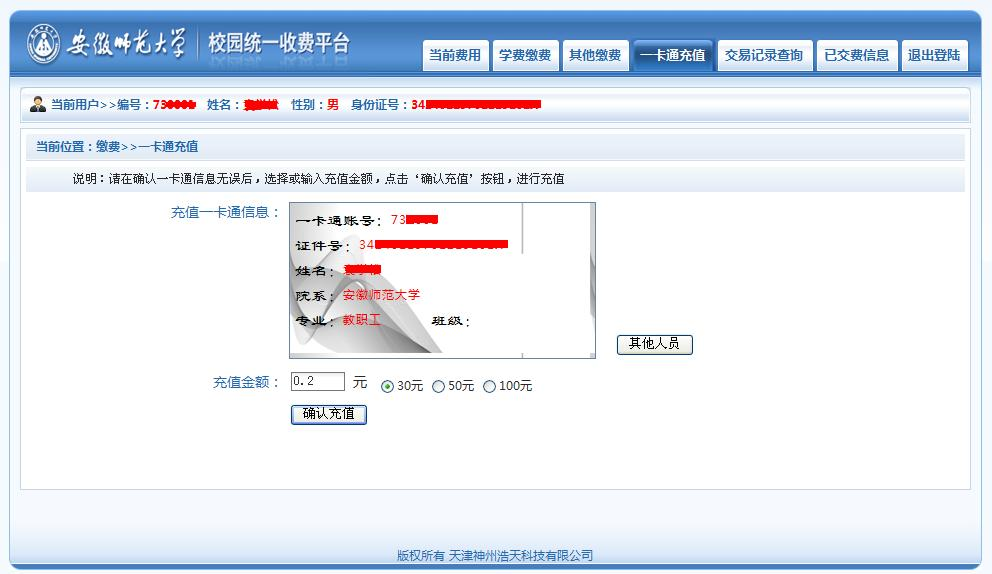 安徽师范大学 校园统一收费平台
当前费用 学费缴费 其他缴费 一卡通充值 交易记录查询 已交费信息 退出登陆
当前用户>>编号：73 姓名： 性别：男 身份证号：34
当前位置：缴费>>一卡通充值
说明：请在确认一卡通信息无误后，选择或输入充值金额，点击‘确认充值’按钮，进行充值
充值一卡通信息：
一卡通账号：73
证件号：34
姓名：
院系：安徽师范大学
专业：教职工 班级：
其他人员
充值金额： 0.2 元 30元 50元 100元
确认充值
版权所有 天津神州浩天科技有限公司